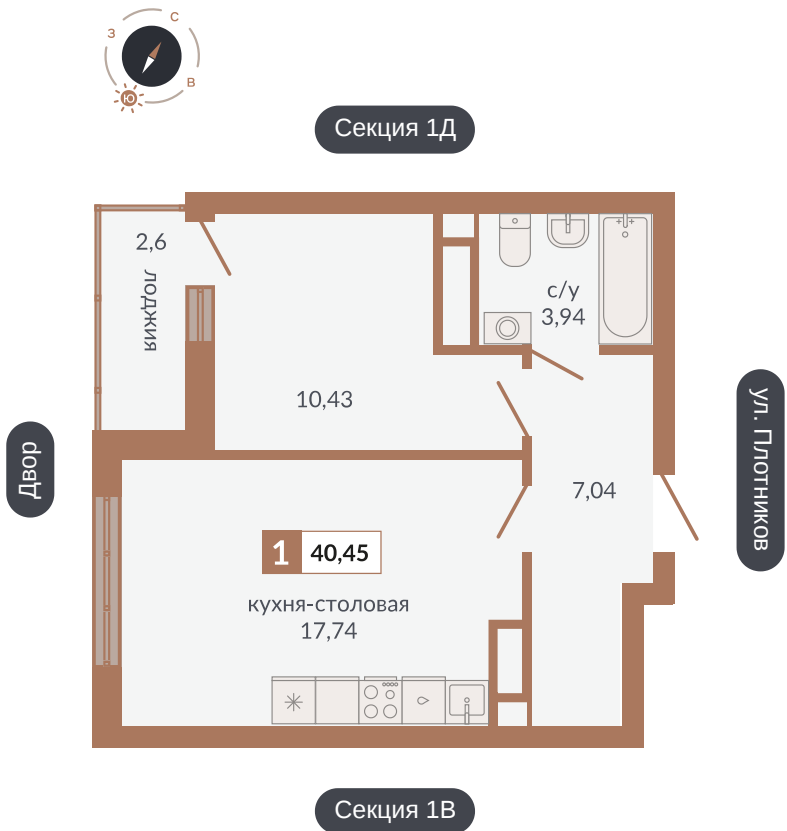 С
З
В
Ю
Секция 1Д
2,6
лоджия
с/у
3,94
10,43
Двор
ул. Плотников
7,04
1 40,45
кухня-столовая
17,74
Секция 1В